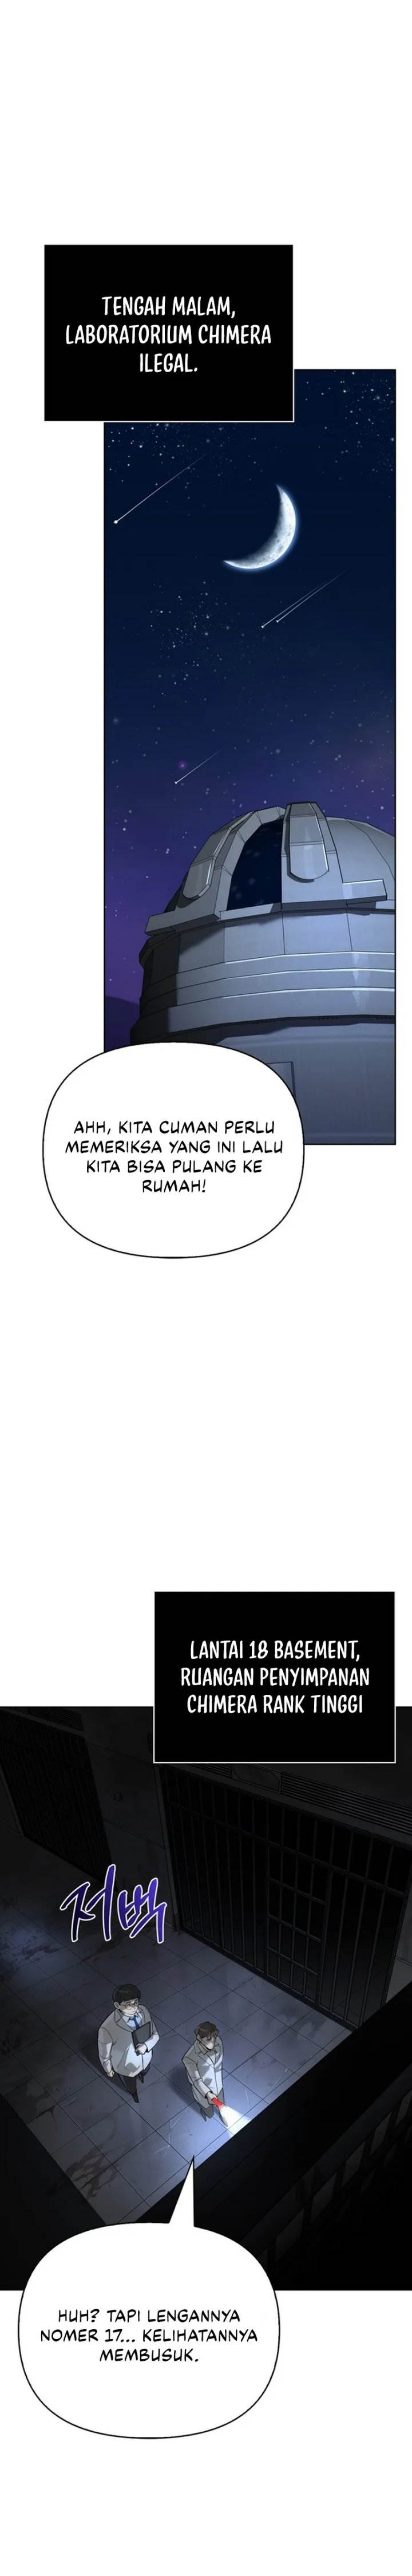 TENGAH MALAM,
LABORATORIUM CHIMERA
ILEGAL.
AHH, KITA CUMAN PERLU
MEMERIKSA YANG INI LALU
KITA BISA PULANG KE
RUMAH!
LANTAI 18 BASEMENT,
RUANGAN PENYIMPANAN
CHIMERA RANK TINGGI
저벅
HUH? TAPI LENGANNYA
NOMER 17... KELIHATANNYA
MEMBUSUK.